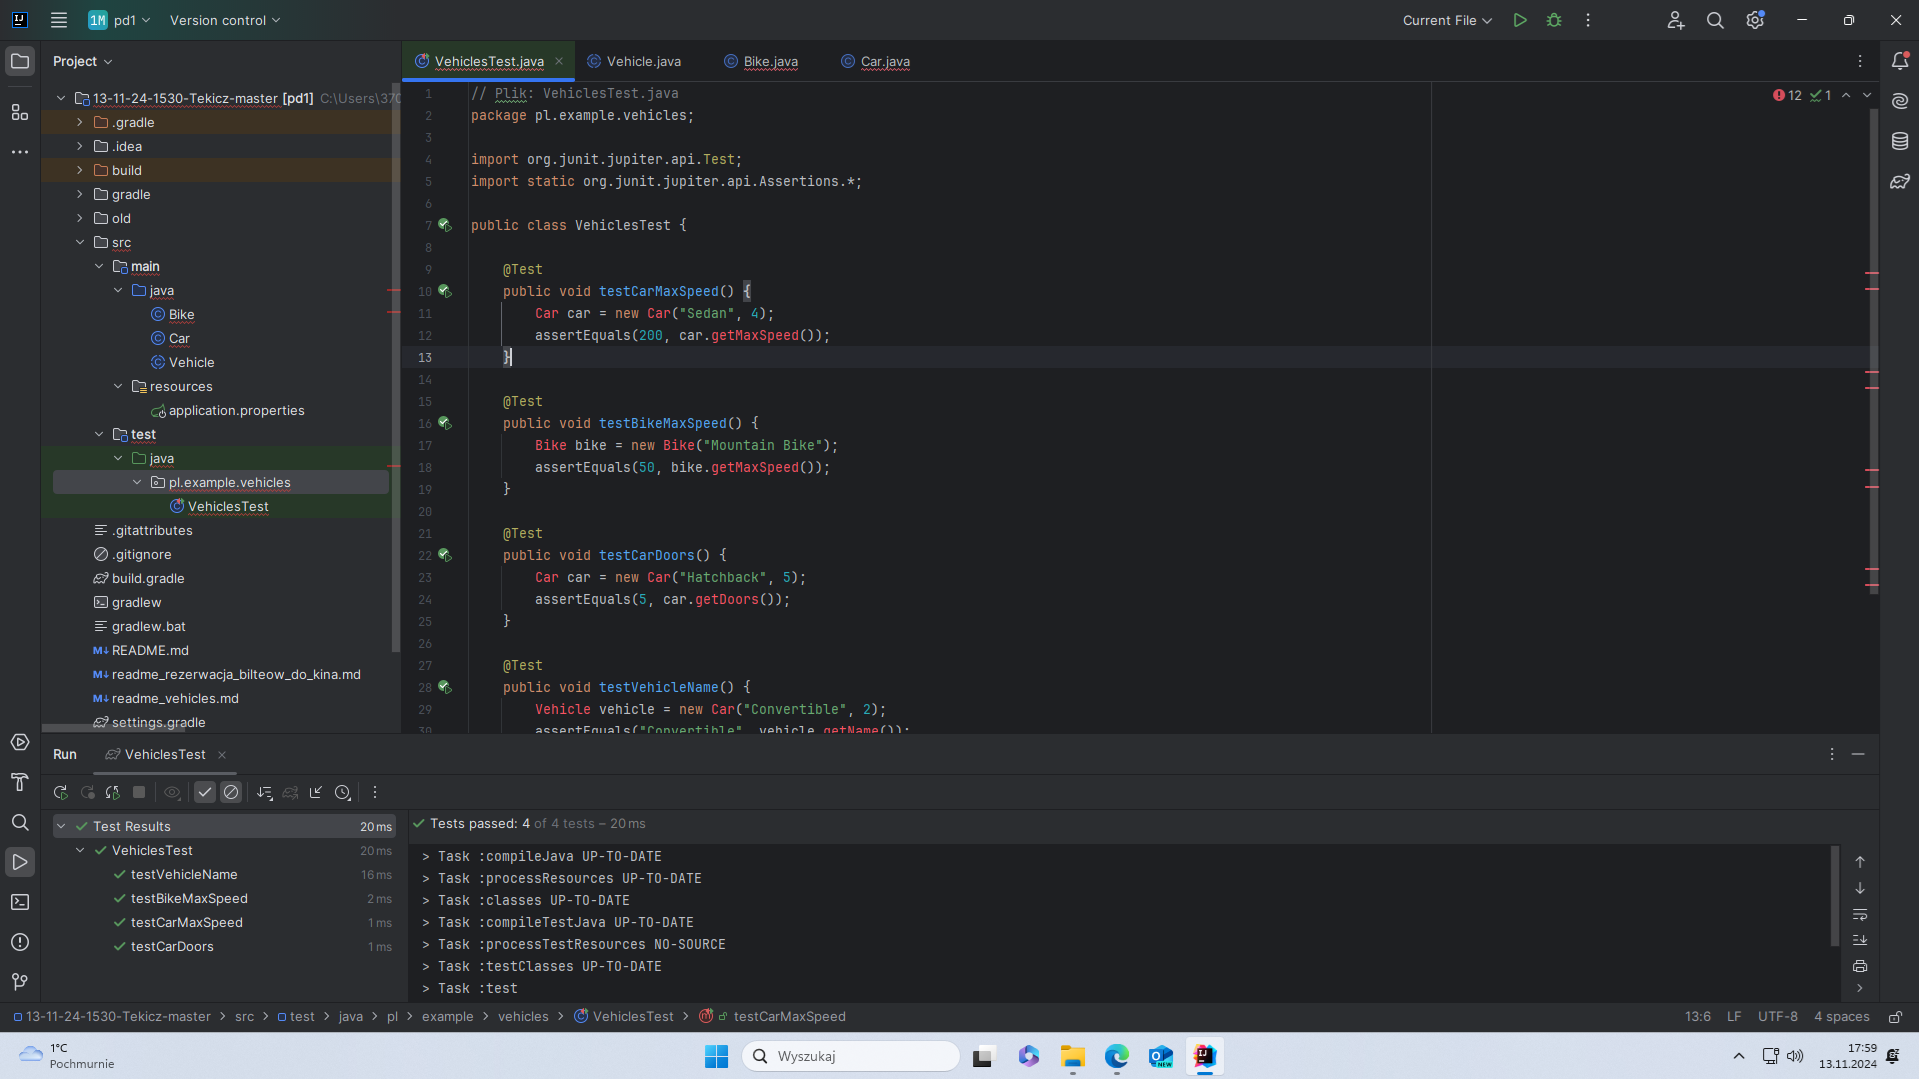 1M pd1 Version control Current File
Project
VehiclesTest.java Vehicle.java Bike.java Car.java
13-11-24-1530-Tekicz-master [pd1] C:\Users\370
.gradle
.idea
build
gradle
old
src
main
java
Bike
Car
Vehicle
resources
application.properties
test
java
pl.example.vehicles
VehiclesTest
.gitattributes
.gitignore
build.gradle
gradlew
gradlew.bat
M↓ README.md
M↓ readme_rezerwacja_bilteow_do_kina.md
M↓ readme_vehicles.md
settings.gradle
12 1
1 // Plik: VehiclesTest.java
2 package pl.example.vehicles;
3
4 import org.junit.jupiter.api.Test;
5 import static org.junit.jupiter.api.Assertions.*;
6
7 public class VehiclesTest {
8
9 @Test
10 public void testCarMaxSpeed() {
11 Car car = new Car("Sedan", 4);
12 assertEquals(200, car.getMaxSpeed());
13 }
14
15 @Test
16 public void testBikeMaxSpeed() {
17 Bike bike = new Bike("Mountain Bike");
18 assertEquals(50, bike.getMaxSpeed());
19 }
20
21 @Test
22 public void testCarDoors() {
23 Car car = new Car("Hatchback", 5);
24 assertEquals(5, car.getDoors());
25 }
26
27 @Test
28 public void testVehicleName() {
29 Vehicle vehicle = new Car("Convertible", 2);
30 assertEquals("Convertible", vehicle.getName());
Run VehiclesTest
Test Results 20 ms
VehiclesTest 20 ms
testVehicleName 16 ms
testBikeMaxSpeed 2 ms
testCarMaxSpeed 1 ms
testCarDoors 1 ms
Tests passed: 4 of 4 tests – 20 ms
> Task :compileJava UP-TO-DATE
> Task :processResources UP-TO-DATE
> Task :classes UP-TO-DATE
> Task :compileTestJava UP-TO-DATE
> Task :processTestResources NO-SOURCE
> Task :testClasses UP-TO-DATE
> Task :test
13-11-24-1530-Tekicz-master > src > test > java > pl > example > vehicles > VehiclesTest > testCarMaxSpeed
13:6 LF UTF-8 4 spaces
1°C
Pochmurnie
Wyszukaj
17:59
13.11.2024